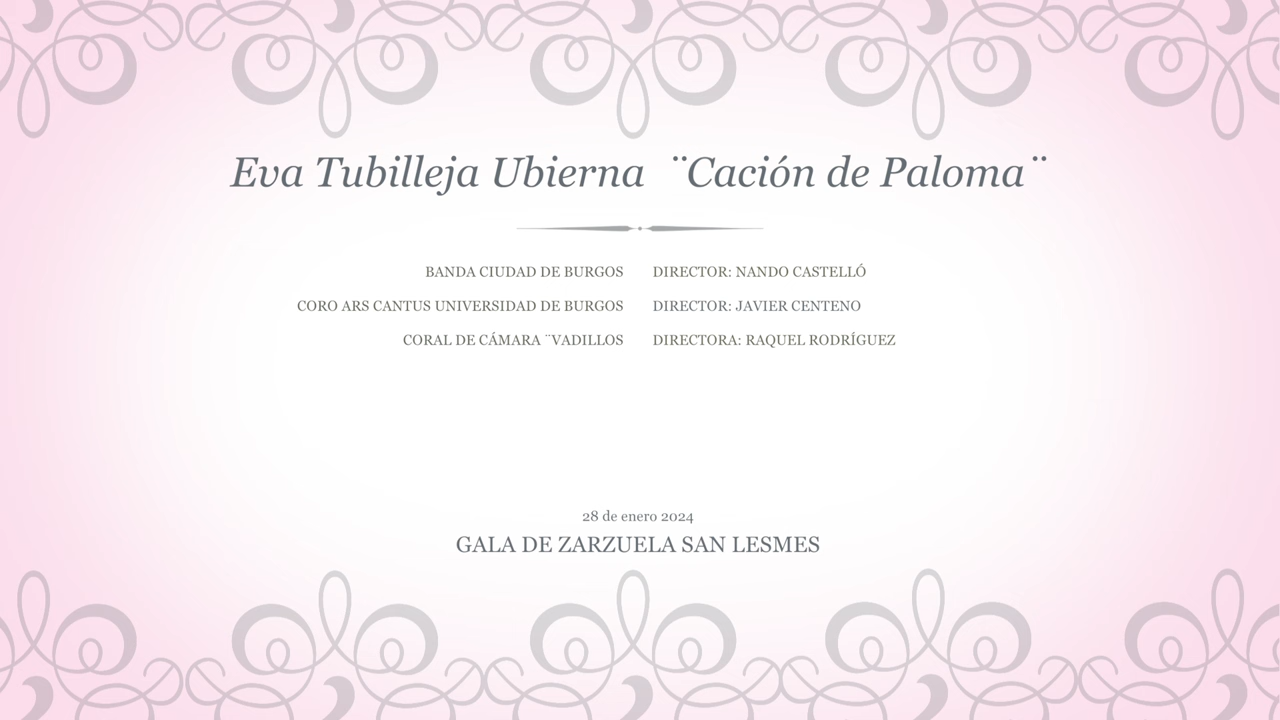 Eva Tubilleja Ubierna ¨Cación de Paloma¨
BANDA CIUDAD DE BURGOS DIRECTOR: NANDO CASTELLÓ
CORO ARS CANTUS UNIVERSIDAD DE BURGOS DIRECTOR: JAVIER CENTENO
CORAL DE CÁMARA ¨VADILLOS DIRECTORA: RAQUEL RODRÍGUEZ
28 de enero 2024
GALA DE ZARZUELA SAN LESMES